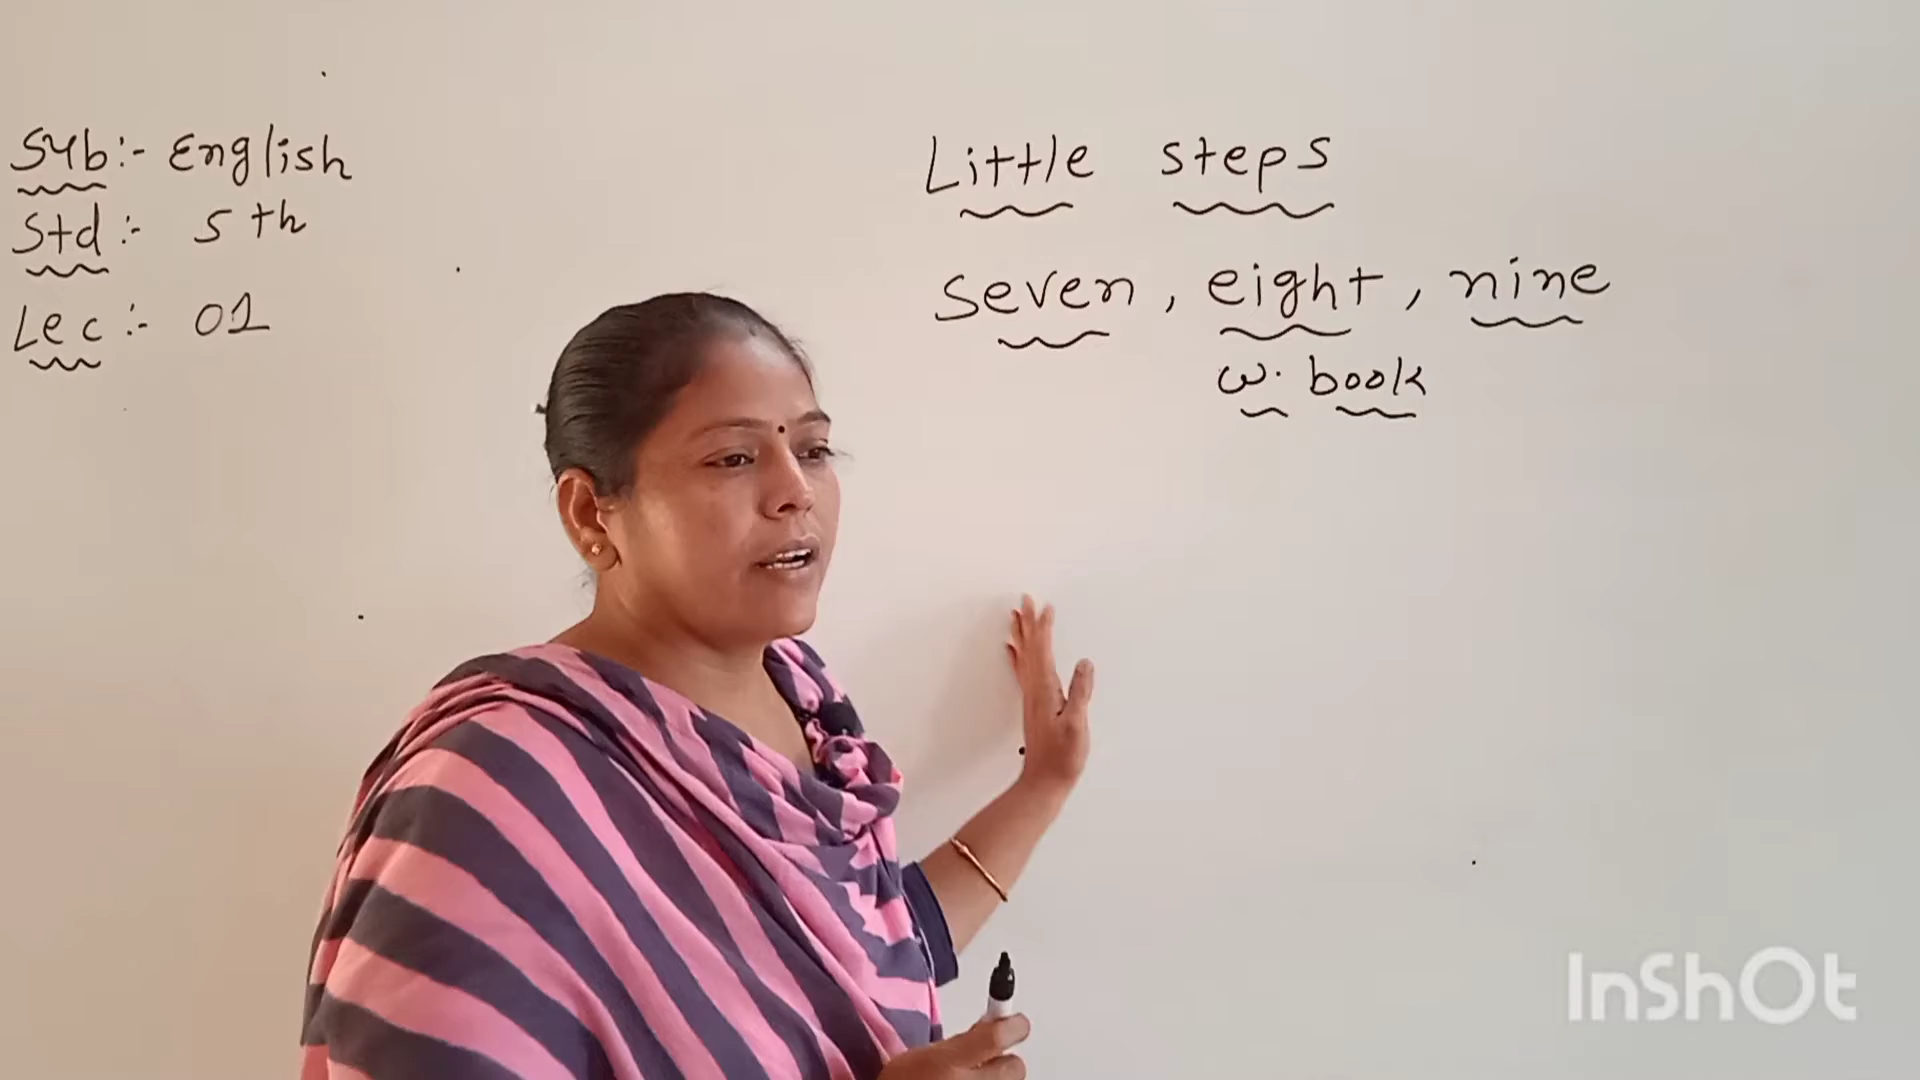 Sub:- English
Std:- 5th
Lec:- 01
Little steps
seven, eight, nine
w. book
InShOt